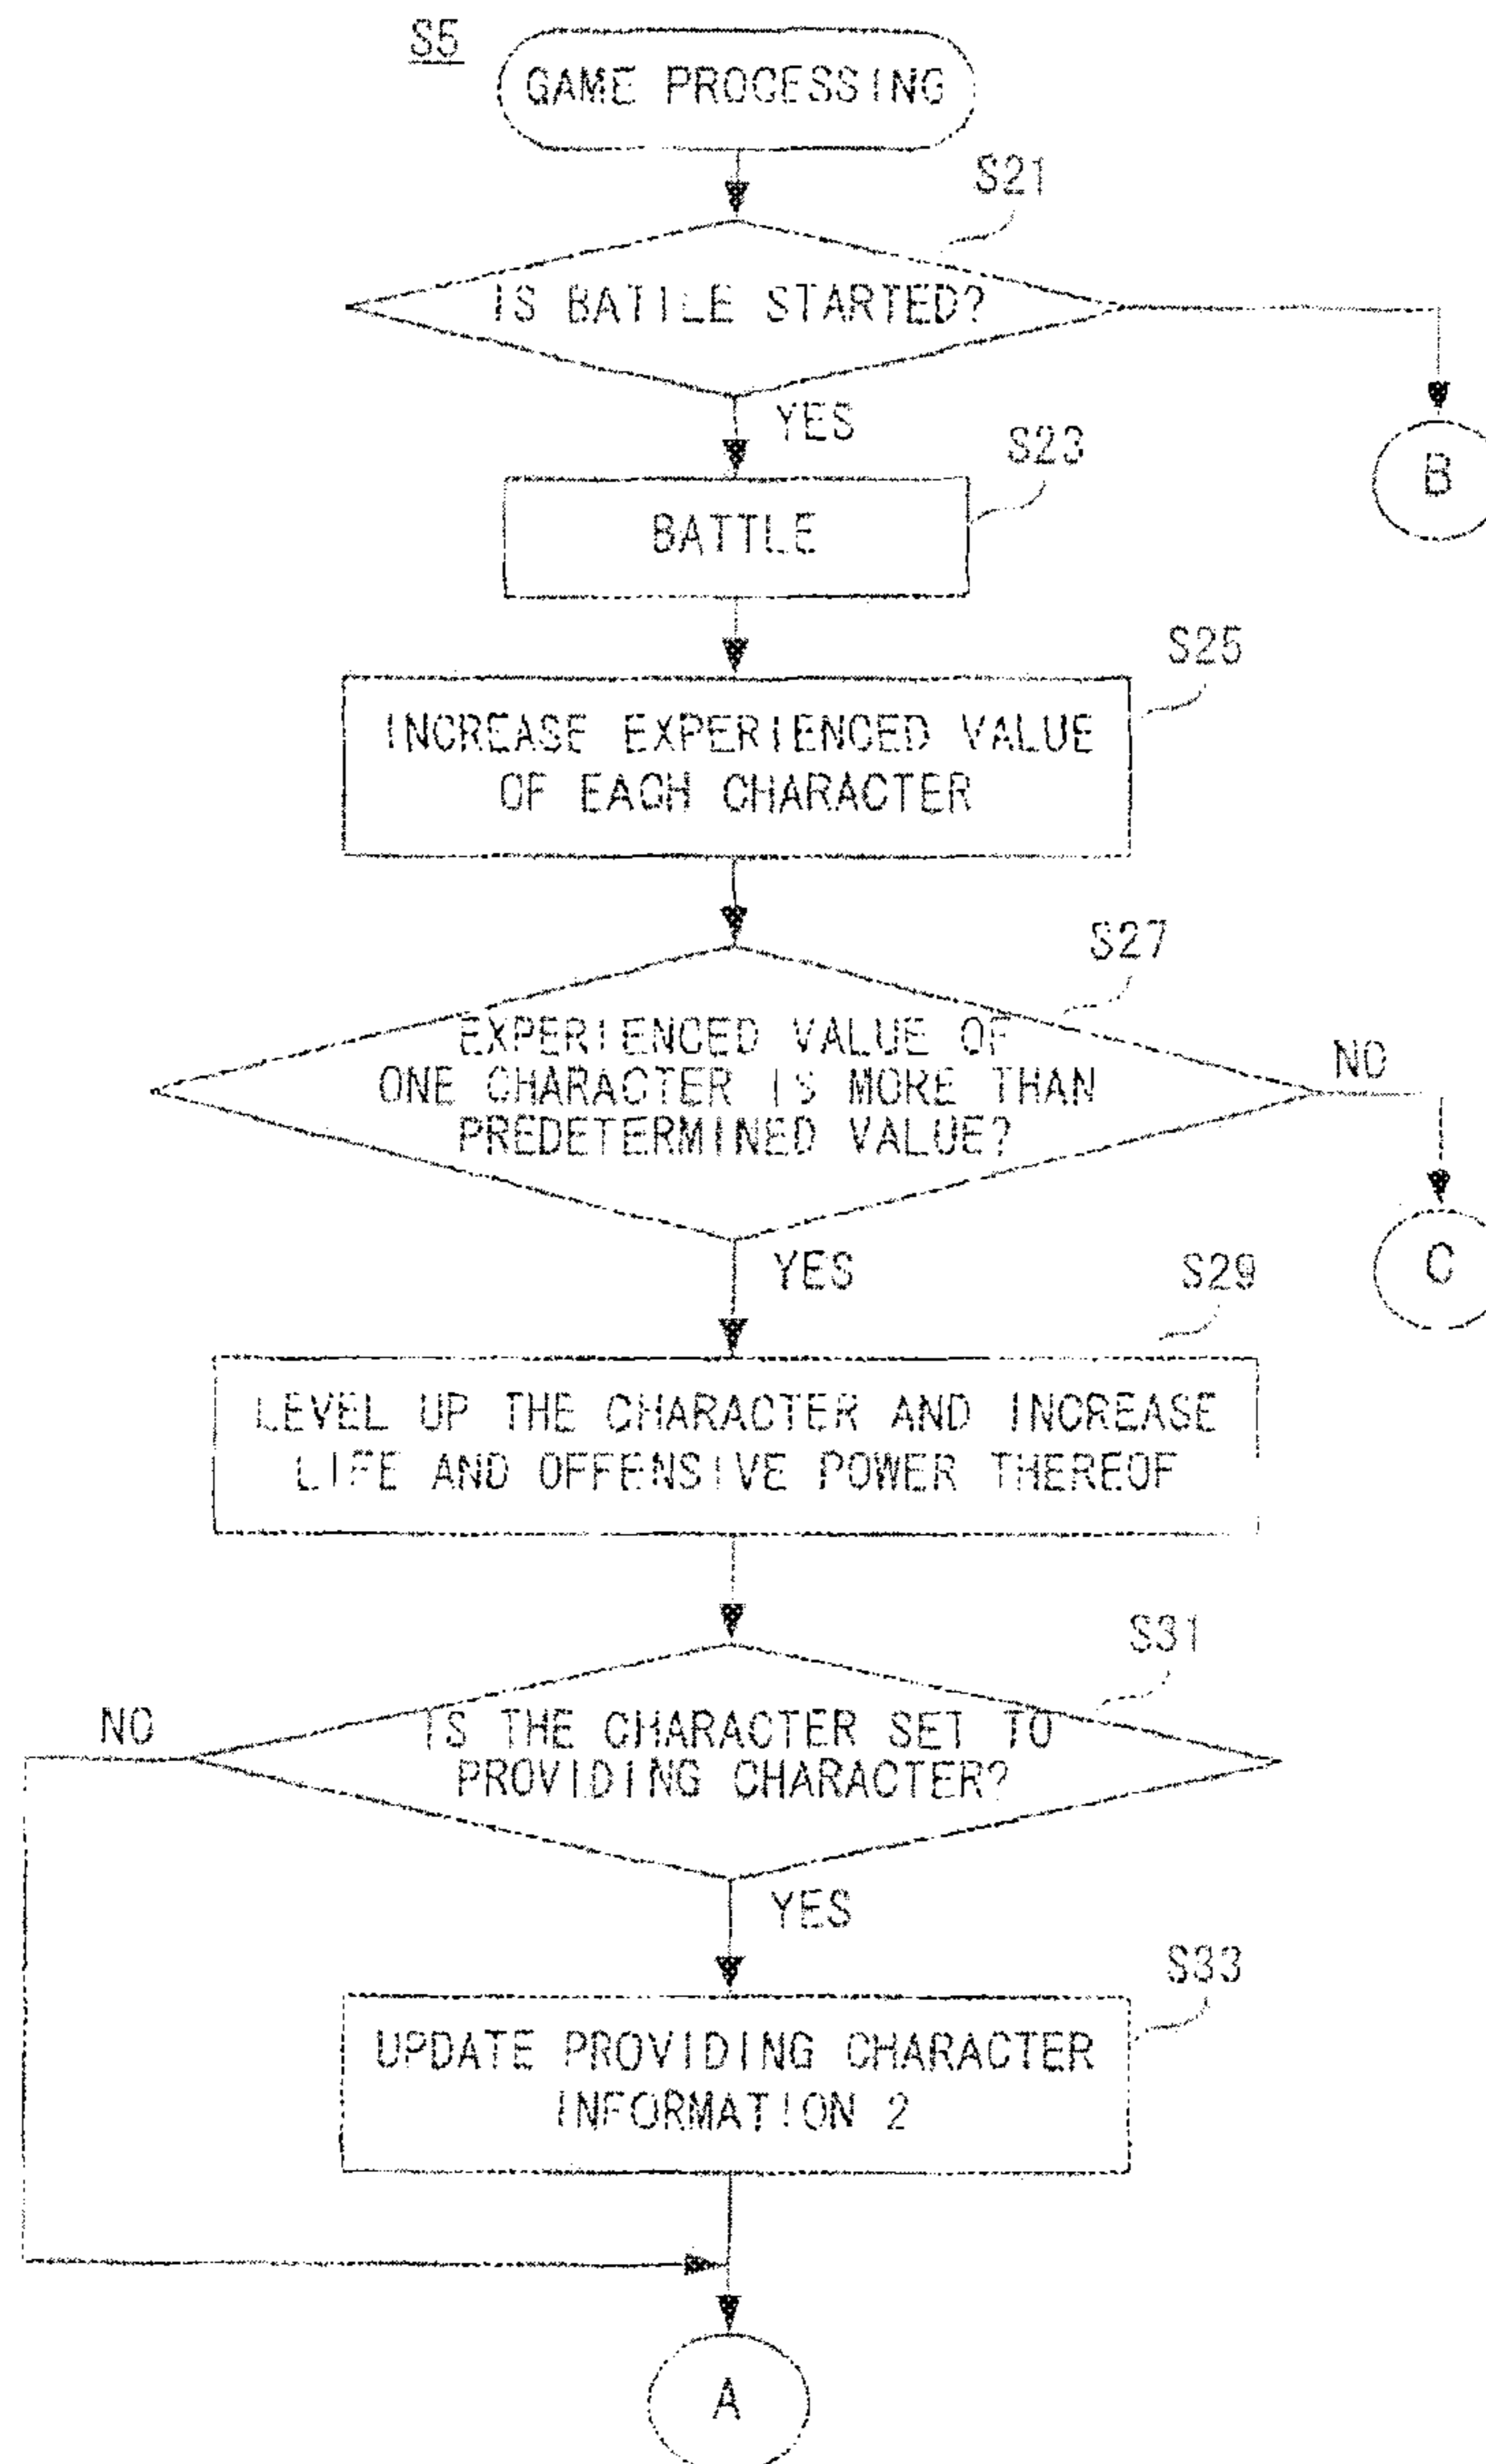 S5
GAME PROCESSING
S21
IS BATTLE STARTED?
YES
S23
B
BATTLE
S25
INCREASE EXPERIENCED VALUE
OF EACH CHARACTER
S27
EXPERIENCED VALUE OF
ONE CHARACTER IS MORE THAN
PREDETERMINED VALUE?
NO
YES
S29
C
LEVEL UP THE CHARACTER AND INCREASE
LIFE AND OFFENSIVE POWER THEREOF
S31
NO
IS THE CHARACTER SET TO
PROVIDING CHARACTER?
YES
S33
UPDATE PROVIDING CHARACTER
INFORMATION 2
A